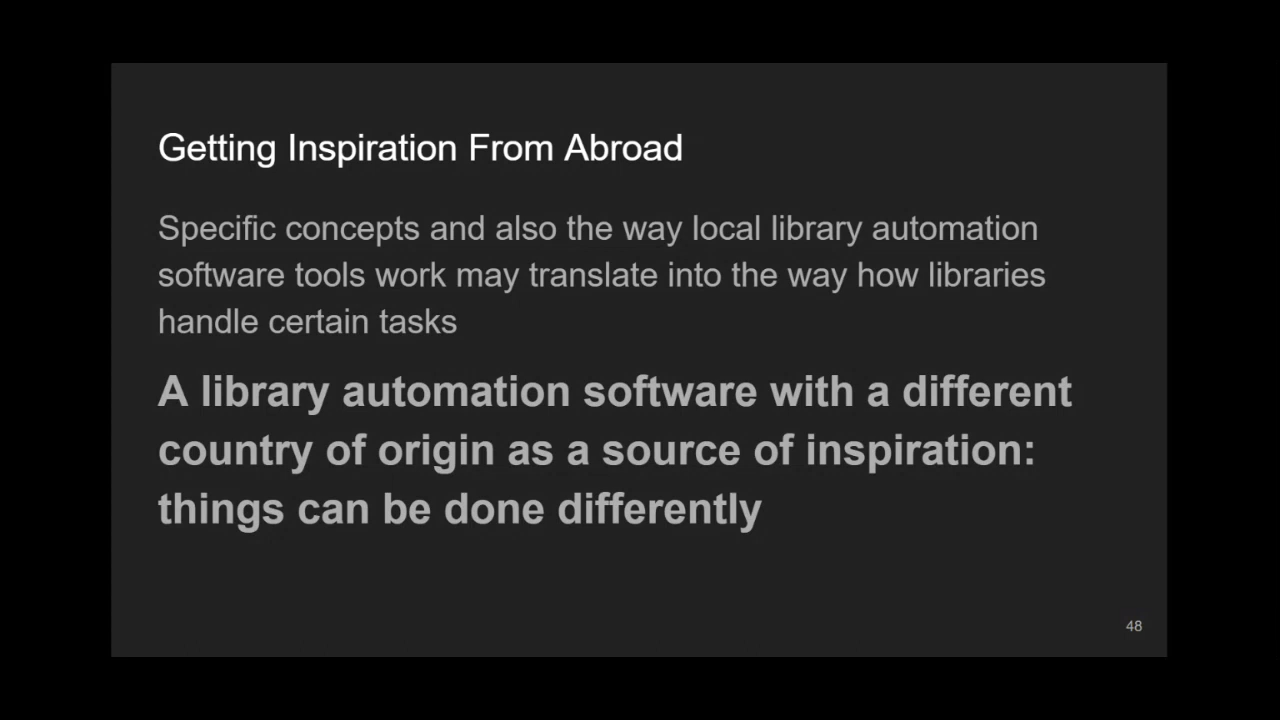 Getting Inspiration From Abroad
Specific concepts and also the way local library automation
software tools work may translate into the way how libraries
handle certain tasks
A library automation software with a different
country of origin as a source of inspiration:
things can be done differently
48